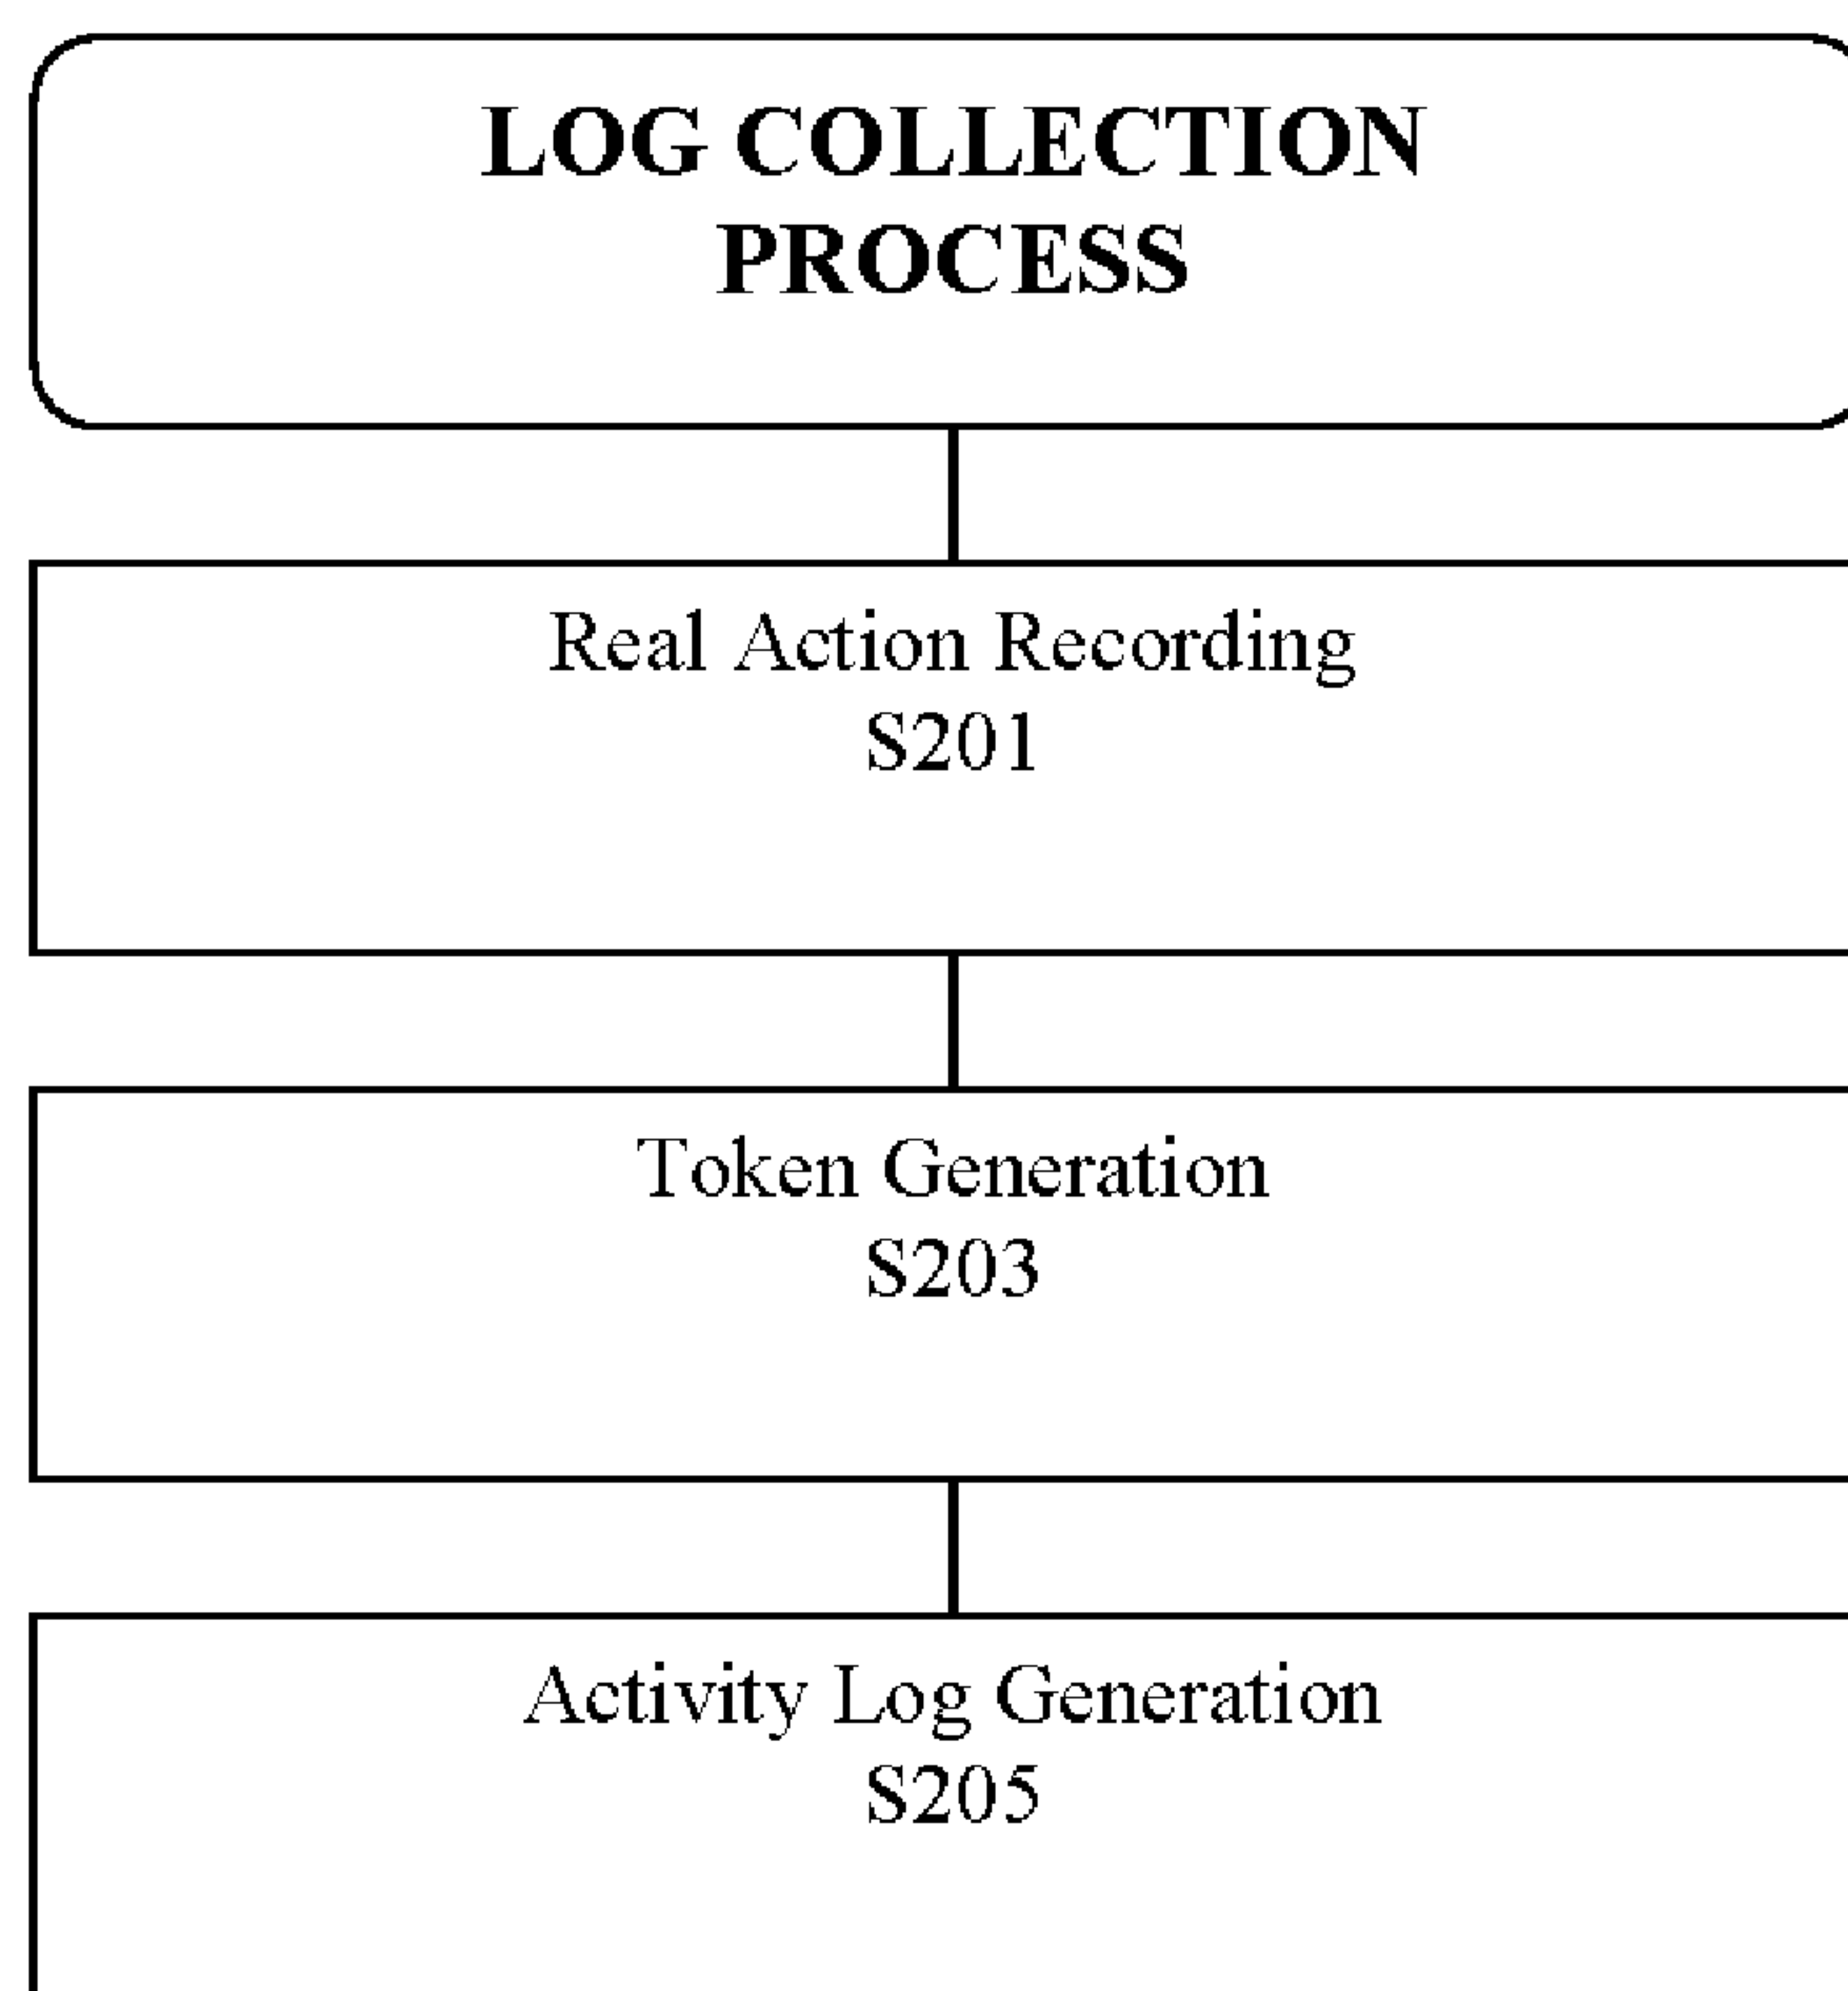 LOG COLLECTION
PROCESS
Real Action Recording
S201
Token Generation
S203
Activity Log Generation
S205